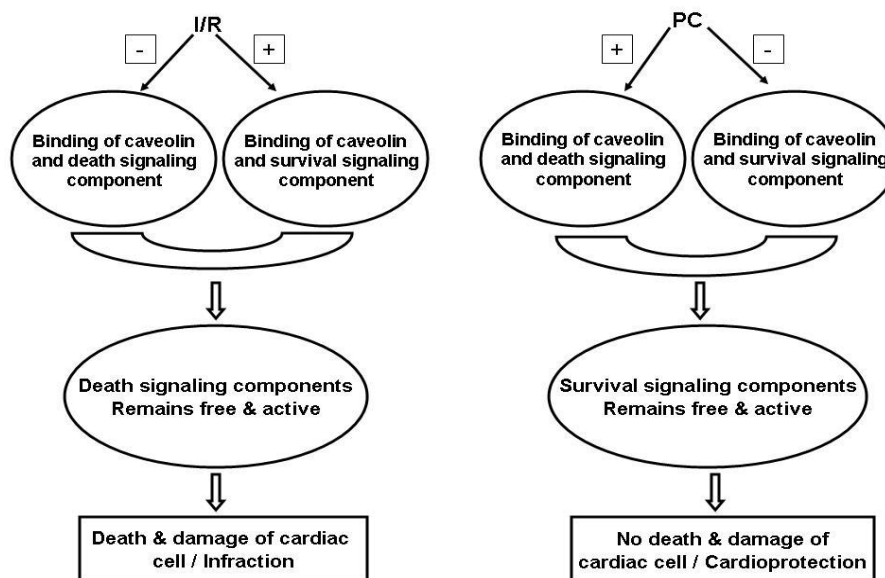 I/R
-
+
Binding of caveolin
and death signaling
component
Binding of caveolin
and survival signaling
component
Death signaling components
Remains free & active
Death & damage of cardiac
cell / Infraction
PC
+
-
Binding of caveolin
and death signaling
component
Binding of caveolin
and survival signaling
component
Survival signaling components
Remains free & active
No death & damage of
cardiac cell / Cardioprotection